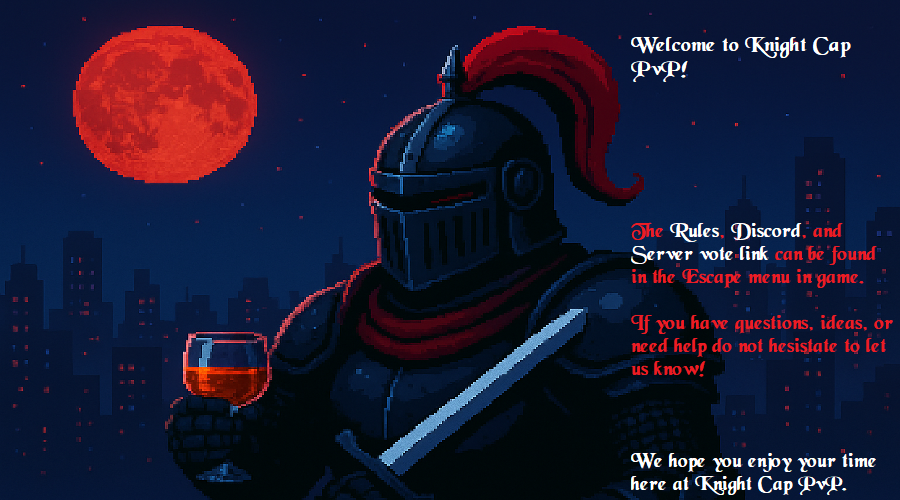 Welcome to Knight Cap
PvP!
The Rules, Discord, and
Server vote link can be found
in the Escape menu in game.
If you have questions, ideas, or
need help do not hesistate to let
us know!
We hope you enjoy your time
here at Knight Cap PvP.